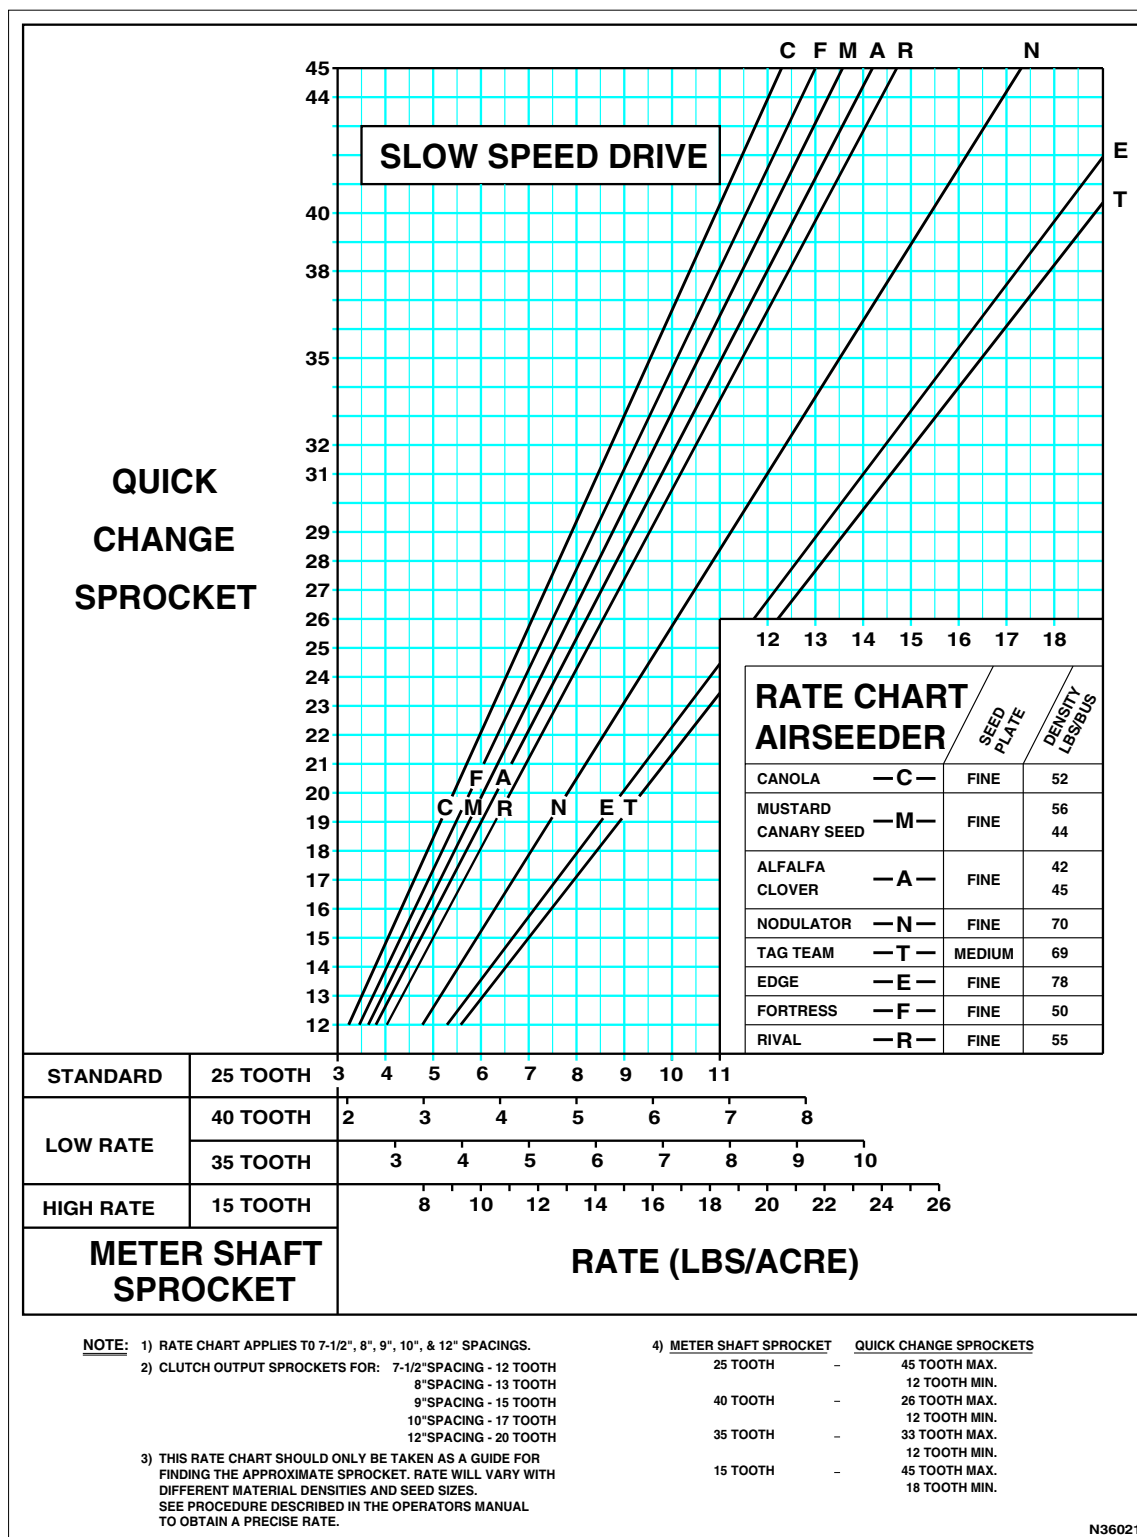 C F M A R N
45
44
SLOW SPEED DRIVE
E
40
T
38
35
32
31
QUICK
CHANGE
SPROCKET
29
28
27
26
25
24
23
22
21
20
19
18
17
16
15
14
13
12
F A
C M R N E T
12 13 14 15 16 17 18
RATE CHART
AIRSEEDER
SEED
PLATE
DENSITY
LBS/BUS
CANOLA —C— FINE 52
MUSTARD 56
—M— FINE
CANARY SEED 44
ALFALFA 42
—A— FINE
CLOVER 45
NODULATOR —N— FINE 70
TAG TEAM —T— MEDIUM 69
EDGE —E— FINE 78
FORTRESS —F— FINE 50
RIVAL —R— FINE 55
STANDARD 25 TOOTH 3 4 5 6 7 8 9 10 11
LOW RATE
40 TOOTH 2 3 4 5 6 7 8
35 TOOTH 3 4 5 6 7 8 9 10
HIGH RATE 15 TOOTH 8 10 12 14 16 18 20 22 24 26
METER SHAFT
SPROCKET
RATE (LBS/ACRE)
NOTE: 1) RATE CHART APPLIES T0 7-1/2", 8", 9", 10", & 12" SPACINGS.
2) CLUTCH OUTPUT SPROCKETS FOR: 7-1/2"SPACING - 12 TOOTH
8"SPACING - 13 TOOTH
9"SPACING - 15 TOOTH
10"SPACING - 17 TOOTH
12"SPACING - 20 TOOTH
3) THIS RATE CHART SHOULD ONLY BE TAKEN AS A GUIDE FOR
FINDING THE APPROXIMATE SPROCKET. RATE WILL VARY WITH
DIFFERENT MATERIAL DENSITIES AND SEED SIZES.
SEE PROCEDURE DESCRIBED IN THE OPERATORS MANUAL
TO OBTAIN A PRECISE RATE.
4) METER SHAFT SPROCKET QUICK CHANGE SPROCKETS
25 TOOTH – 45 TOOTH MAX.
12 TOOTH MIN.
40 TOOTH – 26 TOOTH MAX.
12 TOOTH MIN.
35 TOOTH – 33 TOOTH MAX.
12 TOOTH MIN.
15 TOOTH – 45 TOOTH MAX.
18 TOOTH MIN.
N36021